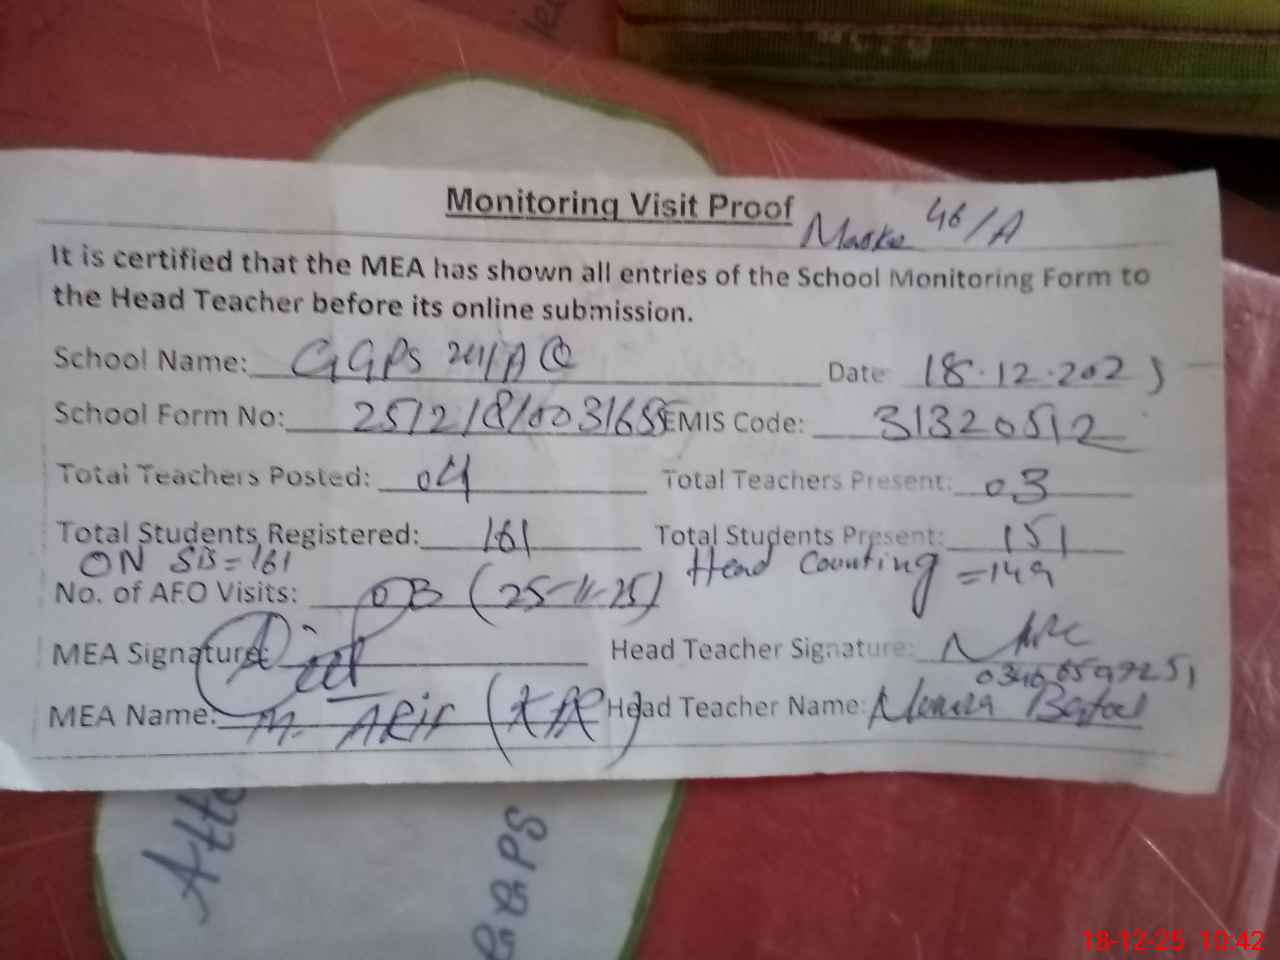 Monitoring Visit Proof
46/A
It is certified that the MEA has shown all entries of the School Monitoring Form to
the Head Teacher before its online submission.
School Name: GGPS Date 18.12.2025
School Form No: EMIS Code: 31320512
Total Teachers Posted: 04 Total Teachers Present: 03
Total Students Registered: 161 Total Students Present: 151
ON SB=161 Head Counting =149
No. of AEO Visits: (25-11-25)
MEA Signature: Head Teacher Signature:
MEA Name: M. ARif Head Teacher Name:
Atte
GGPS
18-12-25 10:42